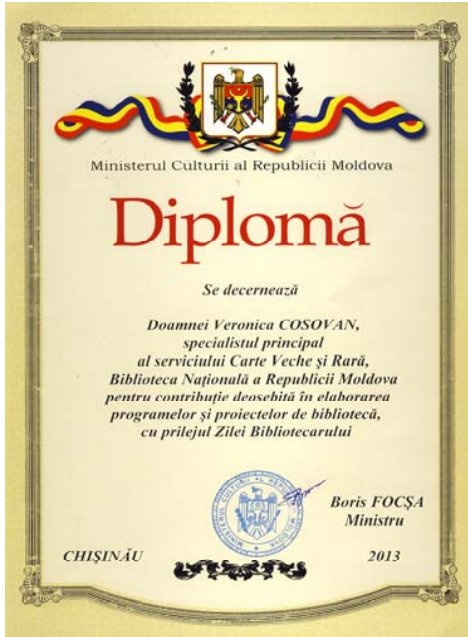 Ministerul Culturii al Republicii Moldova
Diplomă
Se decernează
Doamnei Veronica COSOVAN,
specialistul principal
al serviciului Carte Veche și Rară,
Biblioteca Națională a Republicii Moldova
pentru contribuție deosebită în elaborarea
programelor și proiectelor de bibliotecă,
cu prilejul Zilei Bibliotecarului
Boris FOCȘA
Ministru
CHIȘINĂU
2013